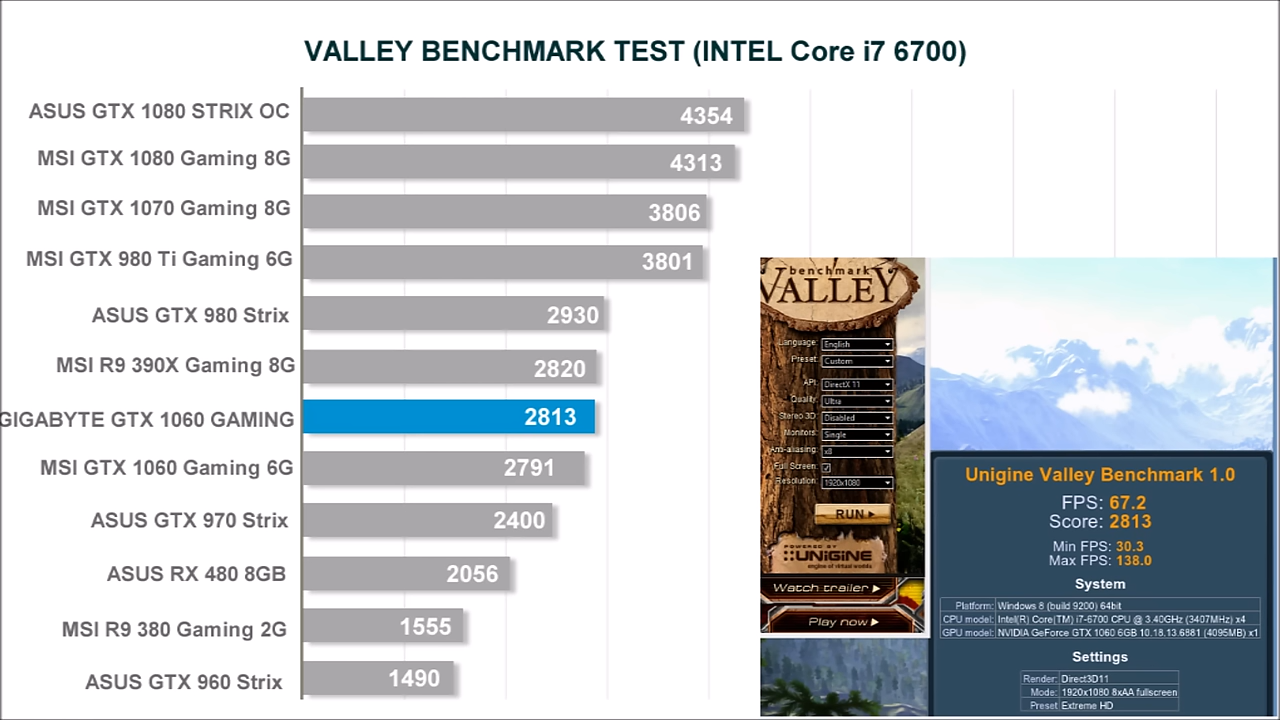 VALLEY BENCHMARK TEST (INTEL Core i7 6700)
ASUS GTX 1080 STRIX OC 4354
MSI GTX 1080 Gaming 8G 4313
MSI GTX 1070 Gaming 8G 3806
MSI GTX 980 Ti Gaming 6G 3801
ASUS GTX 980 Strix 2930
MSI R9 390X Gaming 8G 2820
GIGABYTE GTX 1060 GAMING 2813
MSI GTX 1060 Gaming 6G 2791
ASUS GTX 970 Strix 2400
ASUS RX 480 8GB 2056
MSI R9 380 Gaming 2G 1555
ASUS GTX 960 Strix 1490
benchmark
VALLEY
Language: English
Preset: Custom
API: DirectX 11
Quality: Ultra
Stereo 3D: Disabled
Monitors: Single
Anti-aliasing: x8
Full Screen:
Resolution: 1920x1080
RUN
POWERED BY
UNIGINE
engine of virtual worlds
Watch trailer
Play now
Unigine Valley Benchmark 1.0
FPS: 67.2
Score: 2813
Min FPS: 30.3
Max FPS: 138.0
System
Platform: Windows 8 (build 9200) 64bit
CPU model: Intel(R) Core(TM) i7-6700 CPU @ 3.40GHz (3407MHz) x4
GPU model: NVIDIA GeForce GTX 1060 6GB 10.18.13.6881 (4095MB) x1
Settings
Render: Direct3D11
Mode: 1920x1080 8xAA fullscreen
Preset Extreme HD